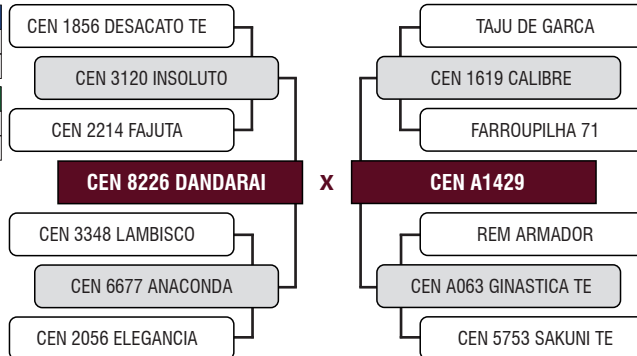 CEN 1856 DESACATO TE
CEN 3120 INSOLUTO
CEN 2214 FAJUTA
CEN 8226 DANDARAI
CEN 3348 LAMBISCO
CEN 6677 ANACONDA
CEN 2056 ELEGANCIA
X
TAJU DE GARCA
CEN 1619 CALIBRE
FARROUPILHA 71
CEN A1429
REM ARMADOR
CEN A063 GINASTICA TE
CEN 5753 SAKUNI TE